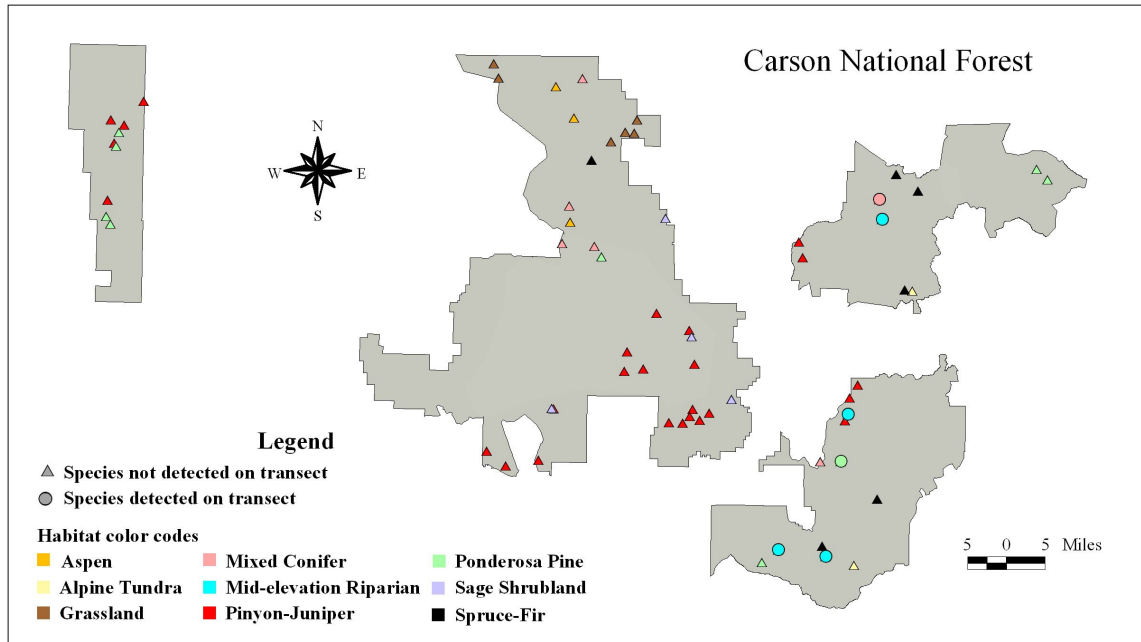 Carson National Forest
N
W E
S
Legend
Species not detected on transect
Species detected on transect
Habitat color codes
Aspen Mixed Conifer Ponderosa Pine
Alpine Tundra Mid-elevation Riparian Sage Shrubland
Grassland Pinyon-Juniper Spruce-Fir
5 0 5 Miles